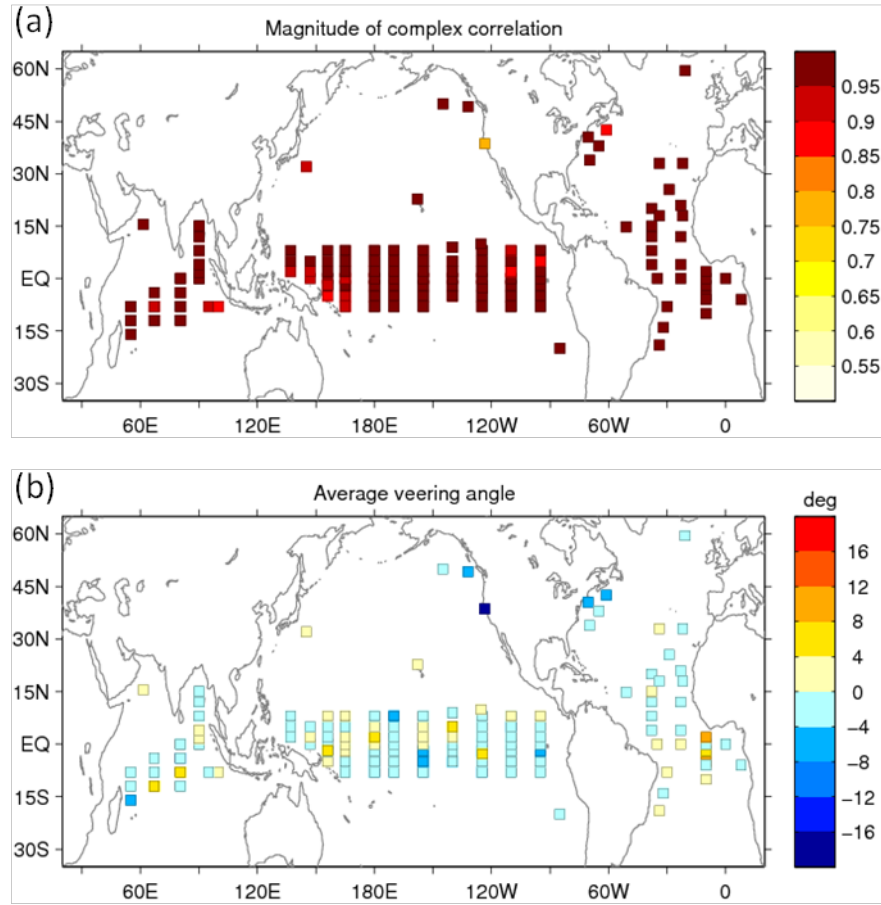 (a)
Magnitude of complex correlation
60N
45N
30N
15N
EQ
15S
30S
60E
120E
180E
120W
60W
0
0.95
0.9
0.85
0.8
0.75
0.7
0.65
0.6
0.55
(b)
Average veering angle
deg
60N
45N
30N
15N
EQ
15S
30S
60E
120E
180E
120W
60W
0
16
12
8
4
0
−4
−8
−12
−16